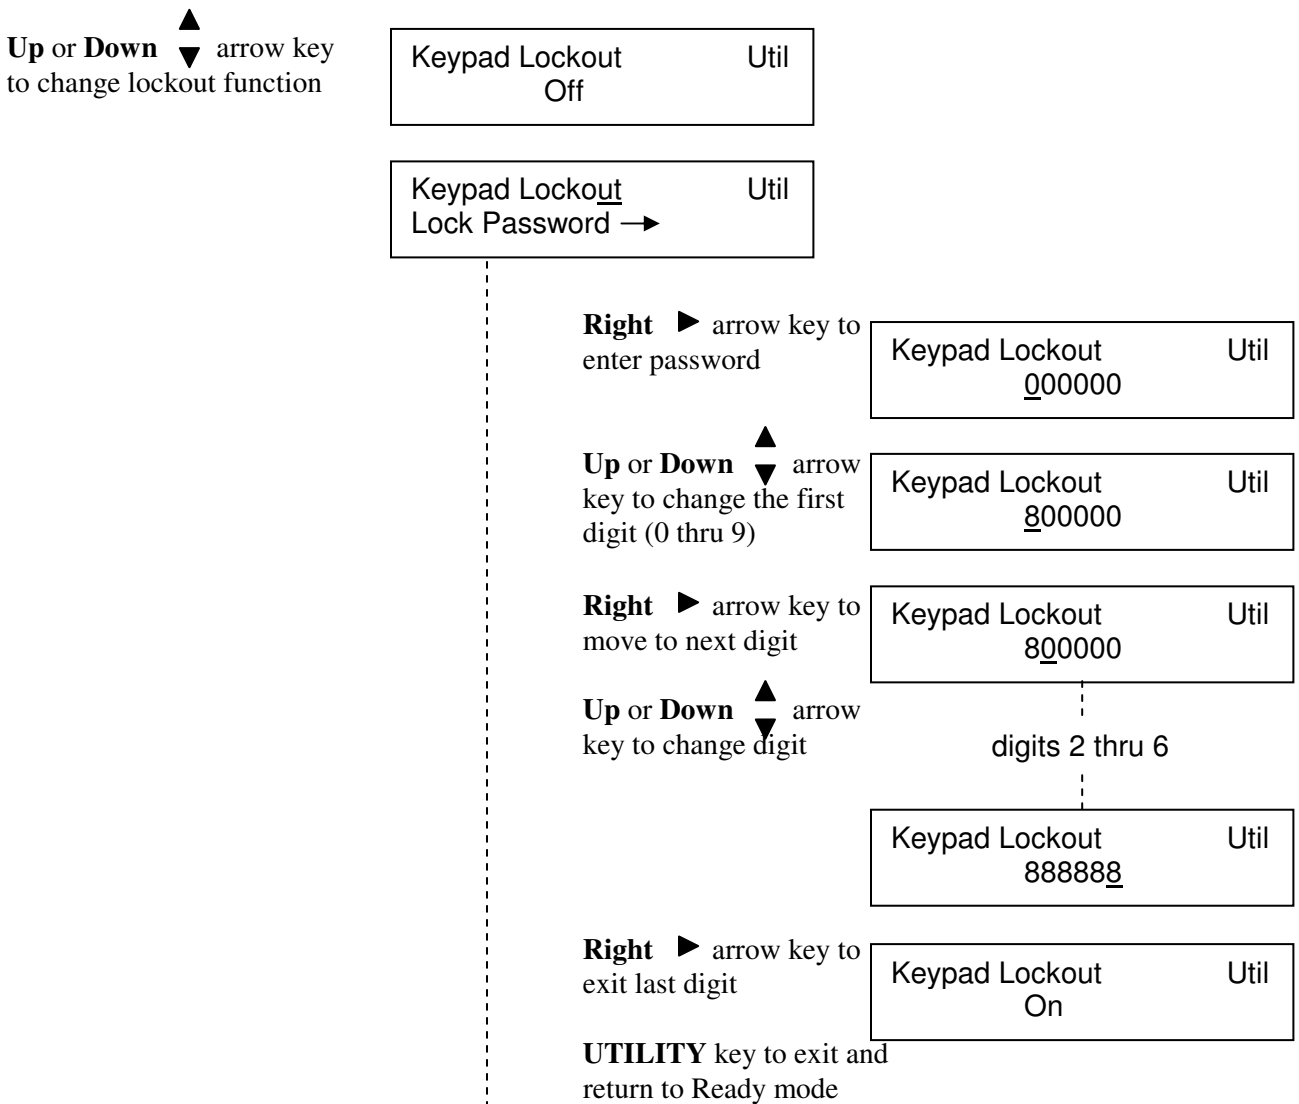 Up or Down ▲▼ arrow key
to change lockout function
Keypad Lockout Util
Off
Keypad Lockout Util
Lock Password →
Right ▶ arrow key to
enter password
Keypad Lockout Util
000000
Up or Down ▲▼ arrow
key to change the first
digit (0 thru 9)
Keypad Lockout Util
800000
Right ▶ arrow key to
move to next digit
Keypad Lockout Util
800000
Up or Down ▲▼ arrow
key to change digit
digits 2 thru 6
Keypad Lockout Util
888888
Right ▶ arrow key to
exit last digit
Keypad Lockout Util
On
UTILITY key to exit and
return to Ready mode